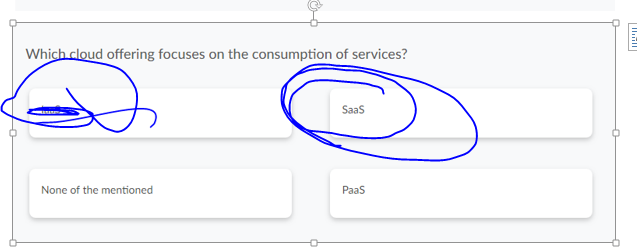 Which cloud offering focuses on the consumption of services?
SaaS
None of the mentioned
PaaS